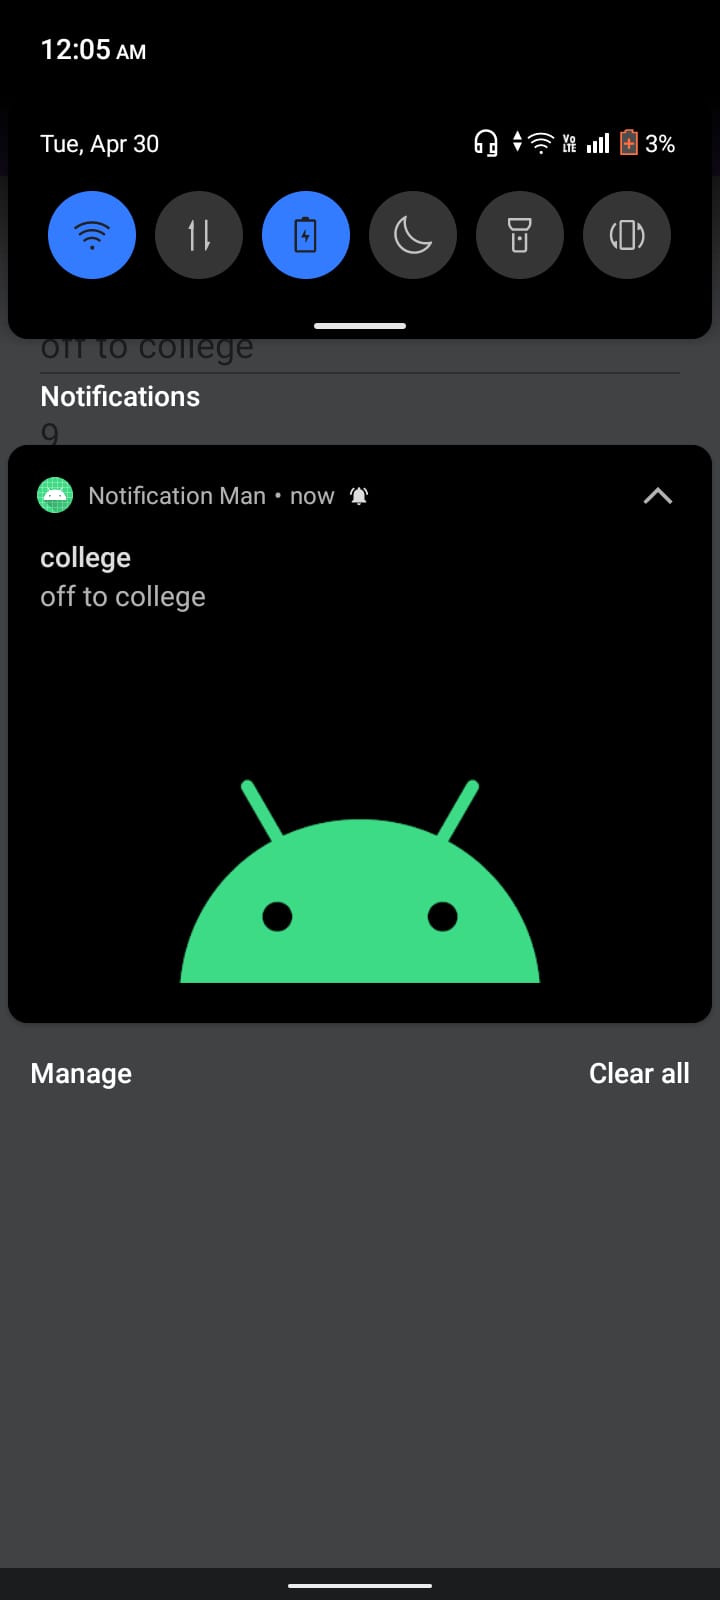 12:05 AM
Tue, Apr 30
Vo LTE
3%
off to college
Notifications
9
Notification Man • now
college
off to college
Manage
Clear all